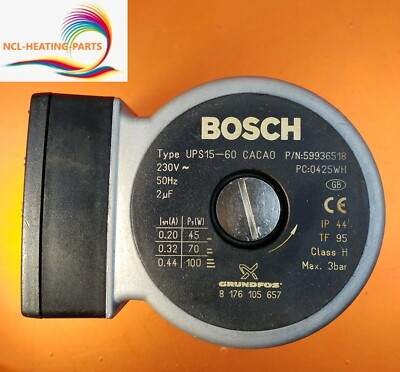 NCL-HEATING-PARTS
BOSCH
Type UPS15-60 CACAO P/N:59936518
230V~ PC:0425WH
50Hz
2µF
GB
CE
I1/1(A) P1(W)
0.20 45
0.32 70
0.44 100
IP 44
TF 95
Class H
Max. 3bar
GRUNDFOS
8 176 105 657